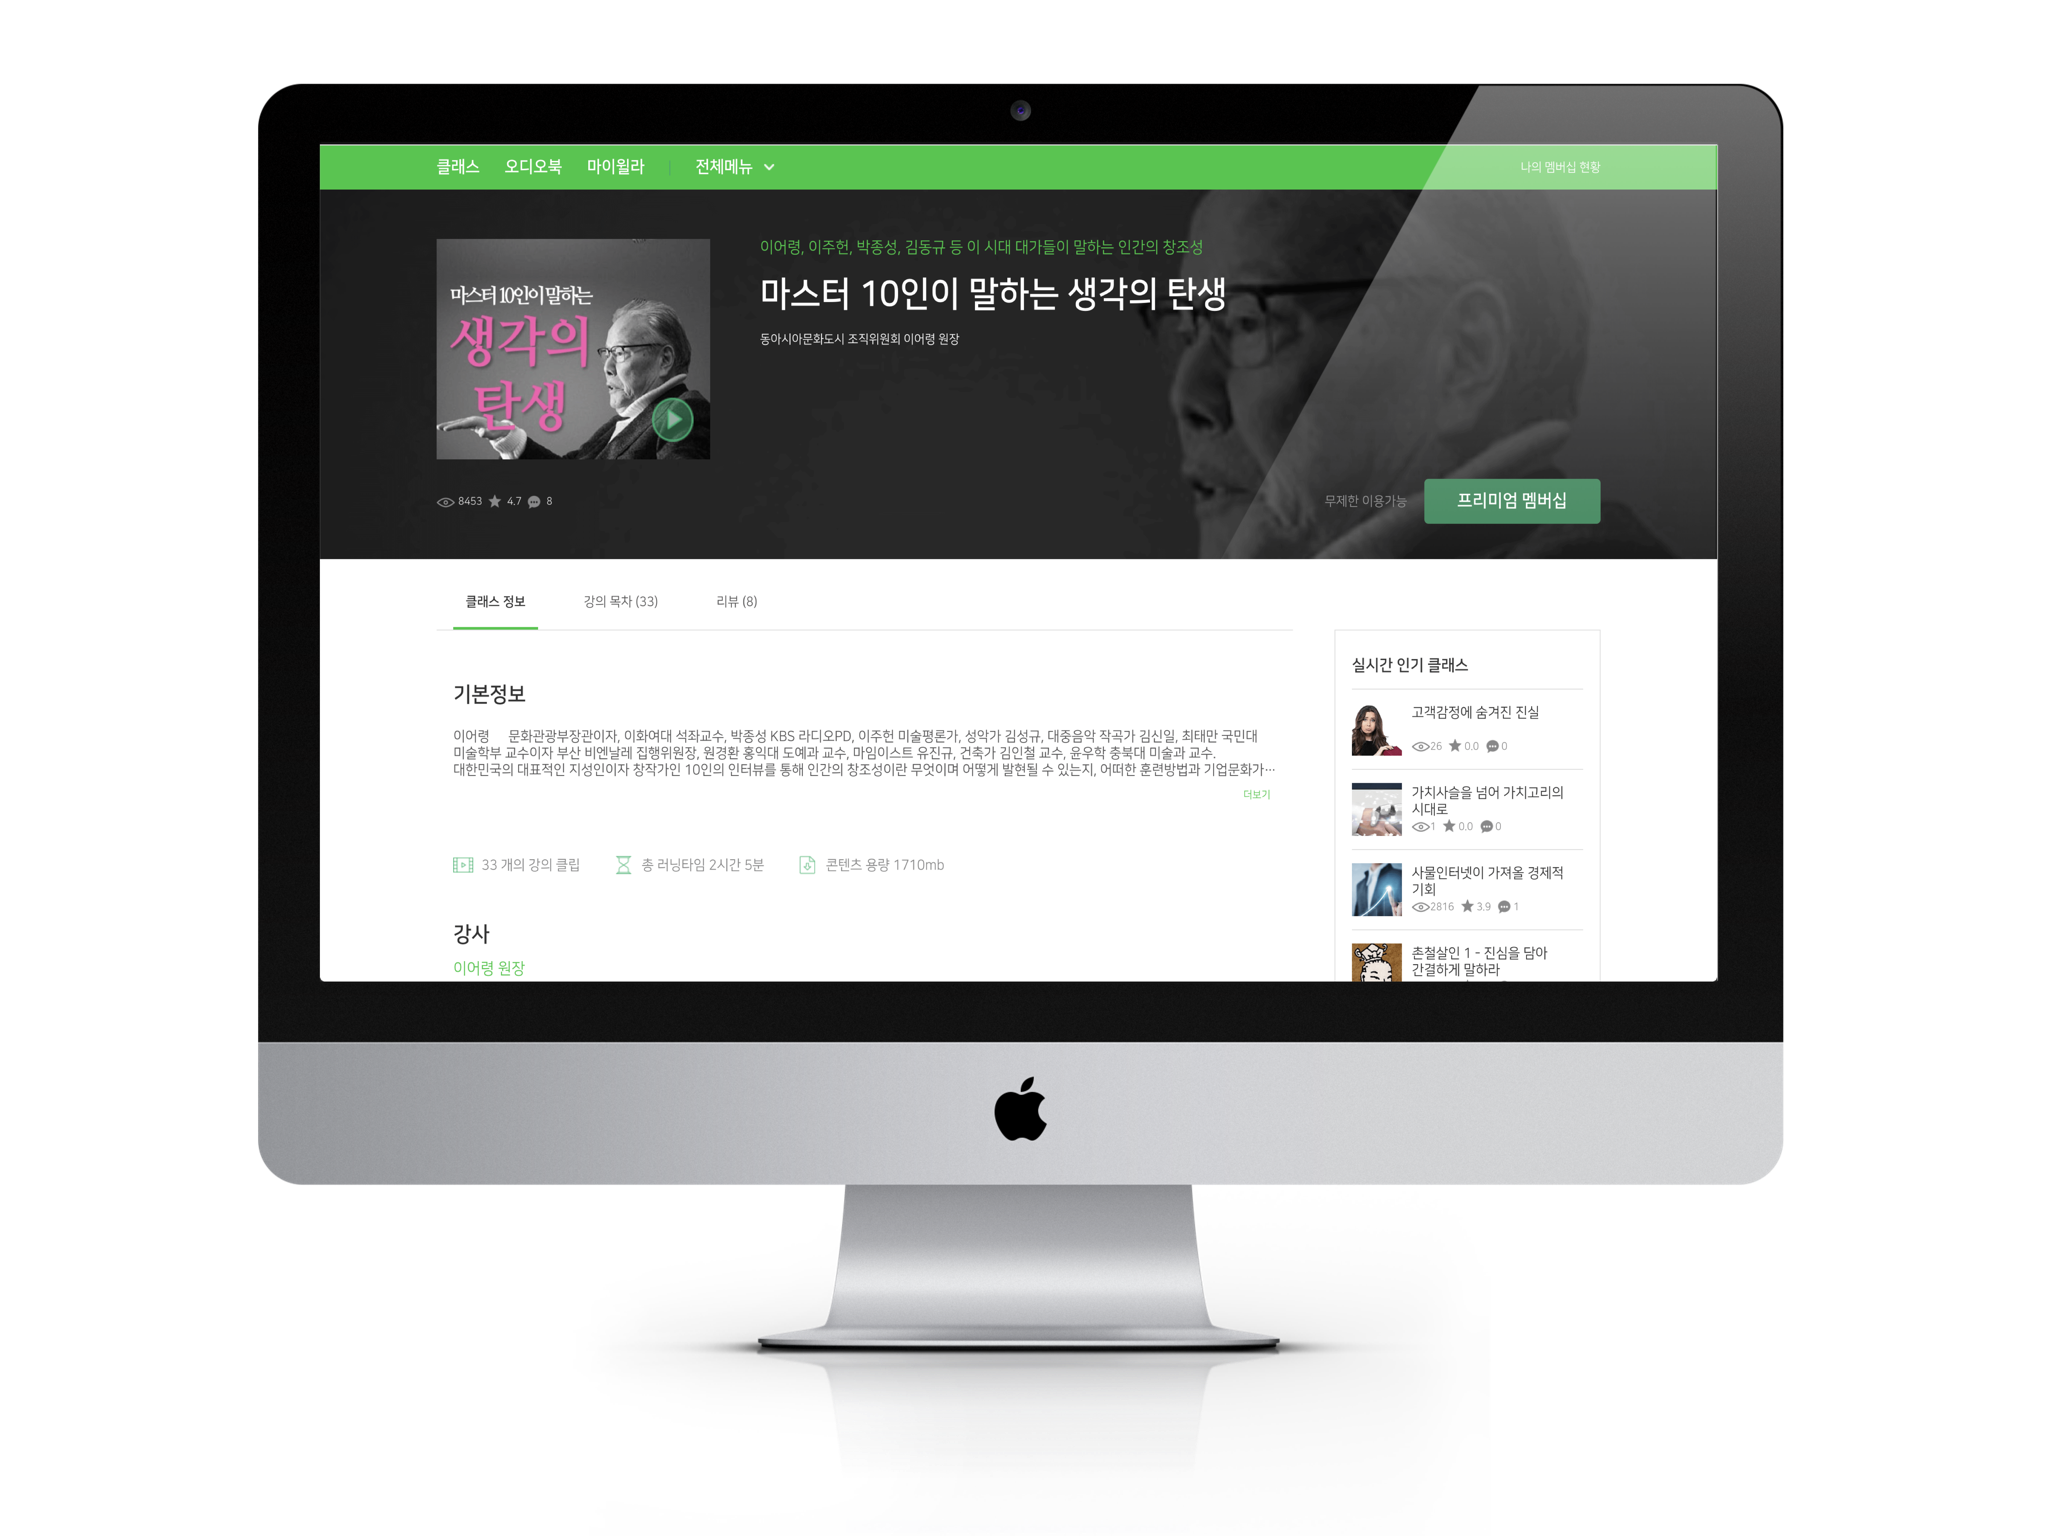 클래스 오디오북 마이윌라 전체메뉴 나의 멤버십 현황
마스터 10인이 말하는
생각의
탄생
이어령, 이주헌, 박종성, 김동규 등 이 시대 대가들이 말하는 인간의 창조성
마스터 10인이 말하는 생각의 탄생
동아시아문화도시 조직위원회 이어령 원장
8453 4.7 8
무제한 이용가능 프리미엄 멤버십
클래스 정보 강의 목차 (33) 리뷰 (8)
기본정보
이어령 문화관광부장관이자, 이화여대 석좌교수, 박종성 KBS 라디오PD, 이주헌 미술평론가, 성악가 김성규, 대중음악 작곡가 김신일, 최태만 국민대
미술학부 교수이자 부산 비엔날레 집행위원장, 원경환 홍익대 도예과 교수, 마임이스트 유진규, 건축가 김인철 교수, 윤우학 충북대 미술과 교수.
대한민국의 대표적인 지성인이자 창작가인 10인의 인터뷰를 통해 인간의 창조성이란 무엇이며 어떻게 발현될 수 있는지, 어떠한 훈련방법과 기업문화가…
더보기
33 개의 강의 클립 총 러닝타임 2시간 5분 콘텐츠 용량 1710mb
강사
이어령 원장
실시간 인기 클래스
고객감정에 숨겨진 진실
26 0.0 0
가치사슬을 넘어 가치고리의
시대로
1 0.0 0
사물인터넷이 가져올 경제적
기회
2816 3.9 1
촌철살인 1 - 진심을 담아
간결하게 말하라